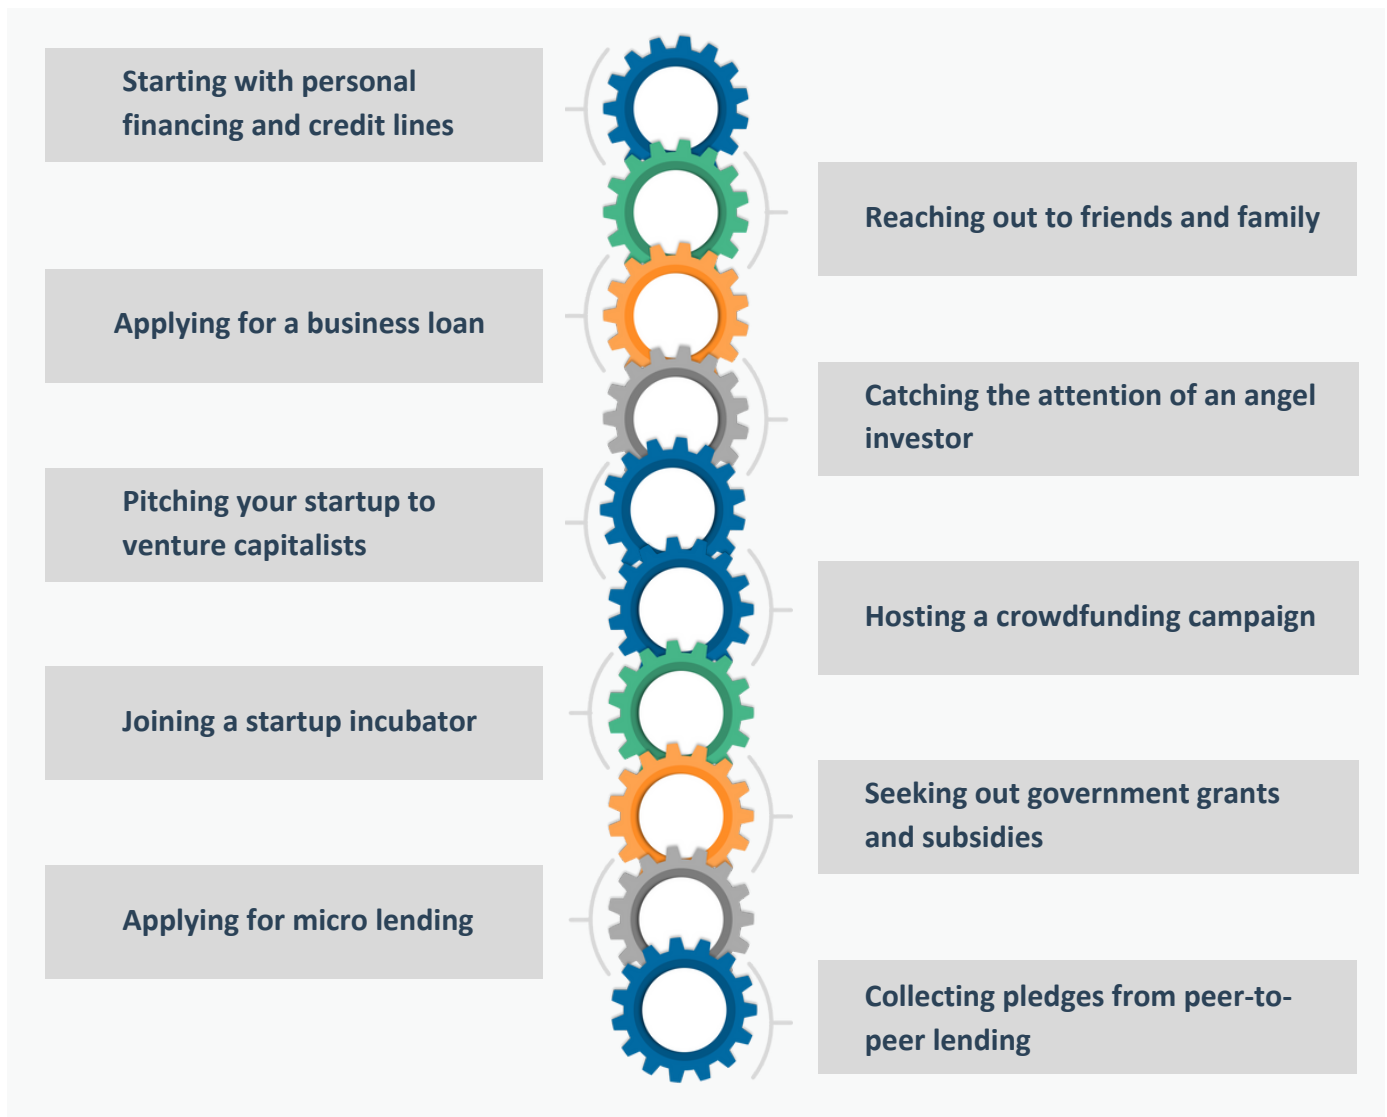 Starting with personal
financing and credit lines
Reaching out to friends and family
Applying for a business loan
Catching the attention of an angel
investor
Pitching your startup to
venture capitalists
Hosting a crowdfunding campaign
Joining a startup incubator
Seeking out government grants
and subsidies
Applying for micro lending
Collecting pledges from peer-to-
peer lending